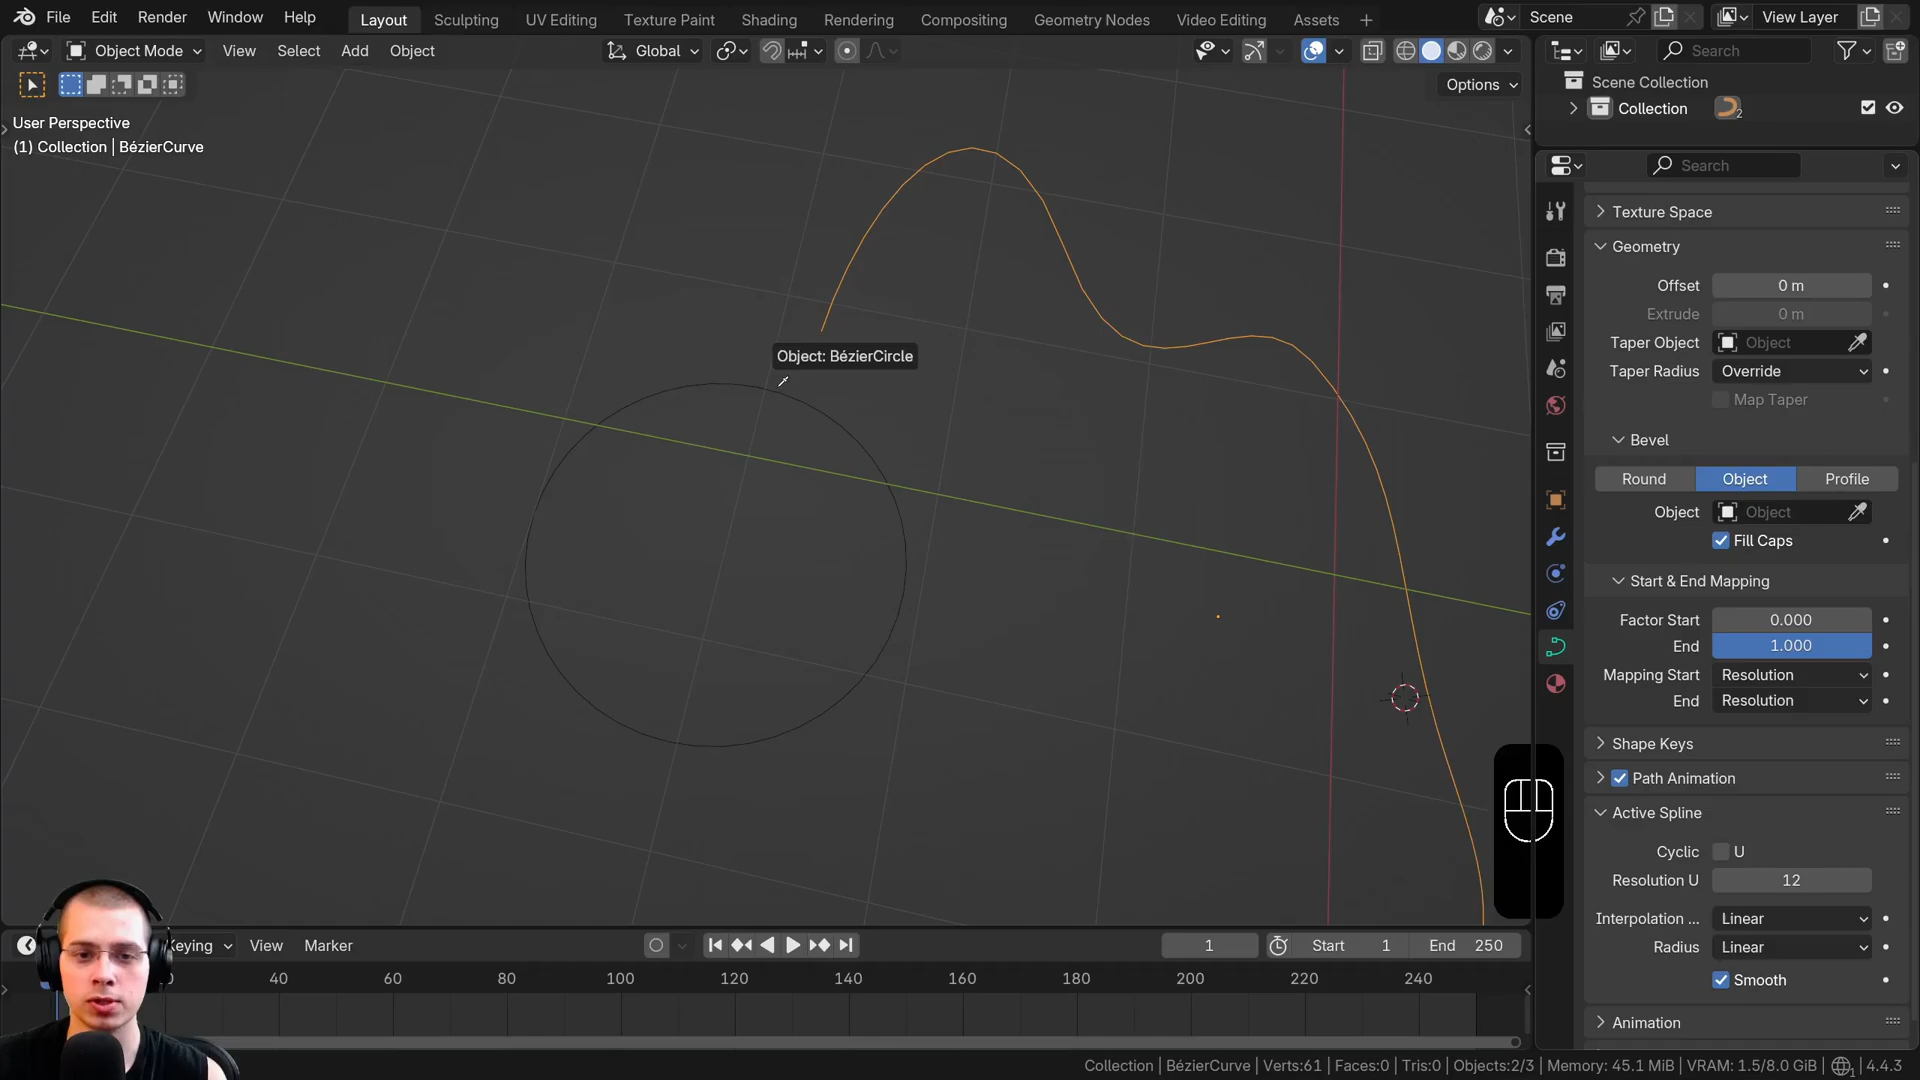 File Edit Render Window Help Layout Sculpting UV Editing Texture Paint Shading Rendering Compositing Geometry Nodes Video Editing Assets + Scene View Layer
Object Mode View Select Add Object Global Search
Options
User Perspective
(1) Collection | BézierCurve
Scene Collection
Collection 2
Search
Object: BézierCircle
Texture Space
Geometry
Offset 0 m
Extrude 0 m
Taper Object Object
Taper Radius Override
Map Taper
Bevel
Round Object Profile
Object Object
Fill Caps
Start & End Mapping
Factor Start 0.000
End 1.000
Mapping Start Resolution
End Resolution
Shape Keys
Path Animation
Active Spline
Cyclic U
Resolution U 12
Interpolation ... Linear
Radius Linear
Smooth
Animation
Keying View Marker 1 Start 1 End 250
40 60 80 100 120 140 160 180 200 220 240
Collection | BézierCurve | Verts:61 | Faces:0 | Tris:0 | Objects:2/3 | Memory: 45.1 MiB | VRAM: 1.5/8.0 GiB | 1 4.4.3